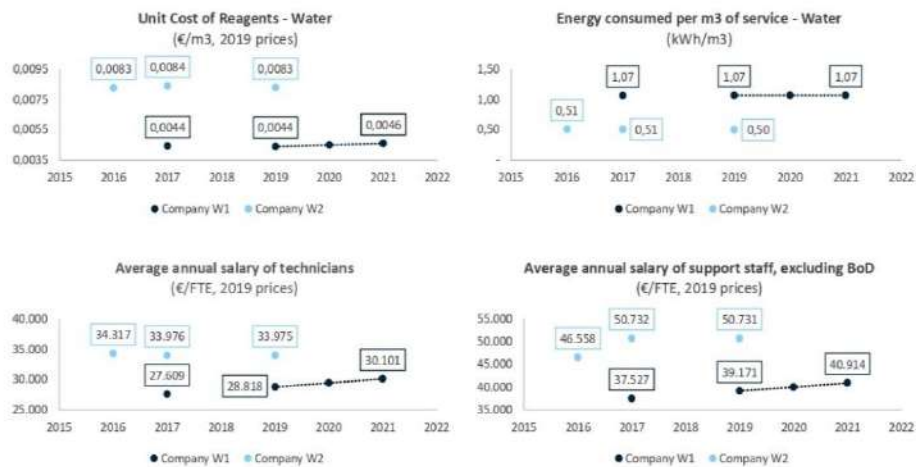 Unit Cost of Reagents - Water
(€/m3, 2019 prices)
0,0095
0,0075
0,0055
0,0035
0,0083
0,0084
0,0083
0,0044
0,0044
0,0046
2015 2016 2017 2018 2019 2020 2021 2022
Company W1 Company W2
Energy consumed per m3 of service - Water
(kWh/m3)
1,50
1,00
0,50
-
1,07
1,07
1,07
0,51
0,51
0,50
2015 2016 2017 2018 2019 2020 2021 2022
Company W1 Company W2
Average annual salary of technicians
(€/FTE, 2019 prices)
40.000
35.000
30.000
25.000
34.317
33.976
33.975
27.609
28.818
30.101
2015 2016 2017 2018 2019 2020 2021 2022
Company W1 Company W2
Average annual salary of support staff, excluding BoD
(€/FTE, 2019 prices)
55.000
50.000
45.000
40.000
35.000
46.558
50.732
50.731
37.527
39.171
40.914
2015 2016 2017 2018 2019 2020 2021 2022
Company W1 Company W2